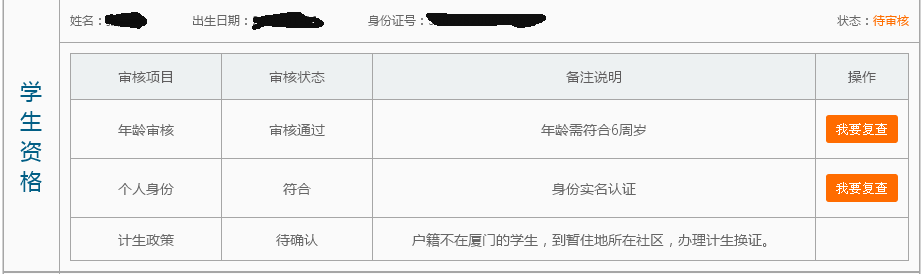 学生资格
姓名： 出生日期： 身份证号： 状态：待审核
审核项目 审核状态 备注说明 操作
年龄审核 审核通过 年龄需符合6周岁 我要复查
个人身份 符合 身份实名认证 我要复查
计生政策 待确认 户籍不在厦门的学生，到暂住地所在社区，办理计生换证。